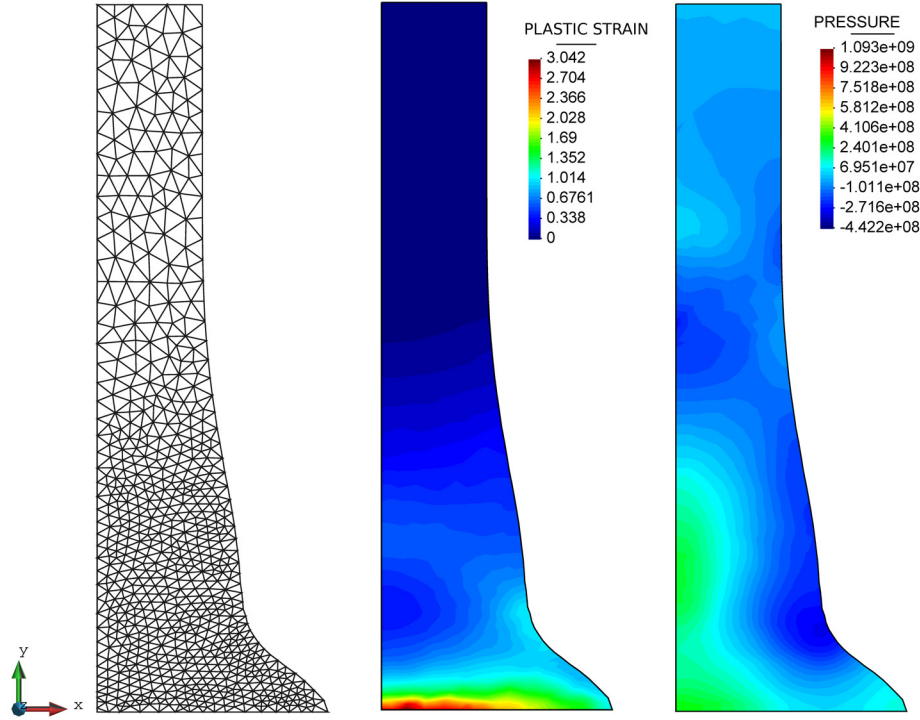 PLASTIC STRAIN
3.042
2.704
2.366
2.028
1.69
1.352
1.014
0.6761
0.338
0
PRESSURE
1.093e+09
9.223e+08
7.518e+08
5.812e+08
4.106e+08
2.401e+08
6.951e+07
-1.011e+08
-2.716e+08
-4.422e+08
y
z
x